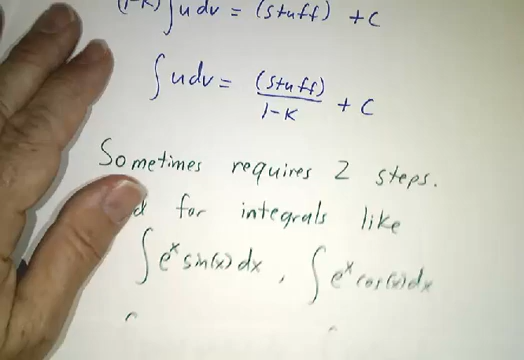 (1-K) ∫ u dv = (stuff) + C
∫ u dv = (stuff) / 1-K + C
Sometimes requires 2 steps.
for integrals like
∫ e^x sin(x) dx , ∫ e^x cos(x) dx